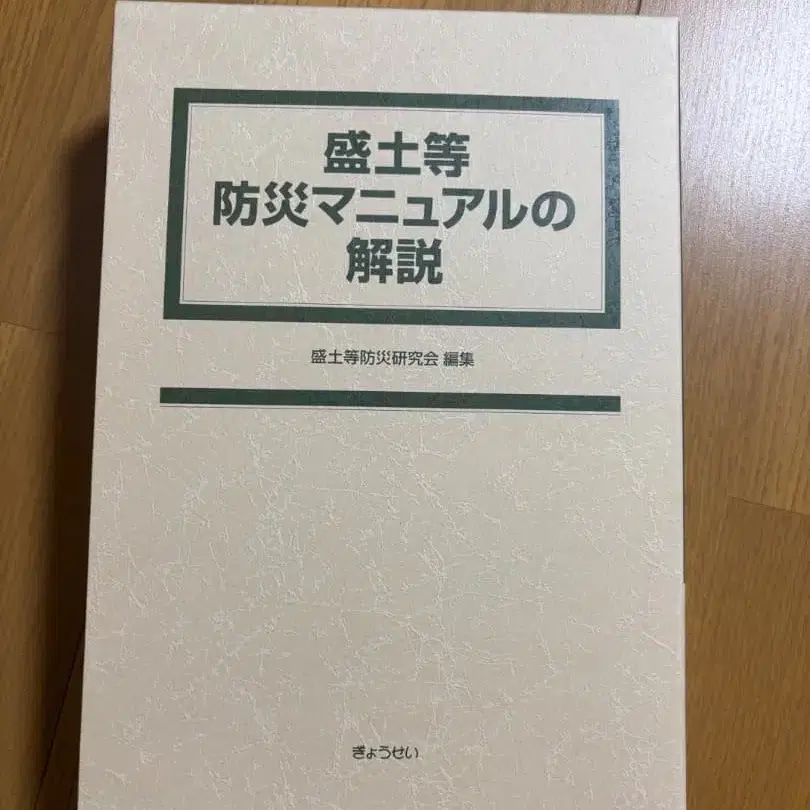 盛土等
防災マニュアルの
解説
盛土等防災研究会 編集
ぎょうせい